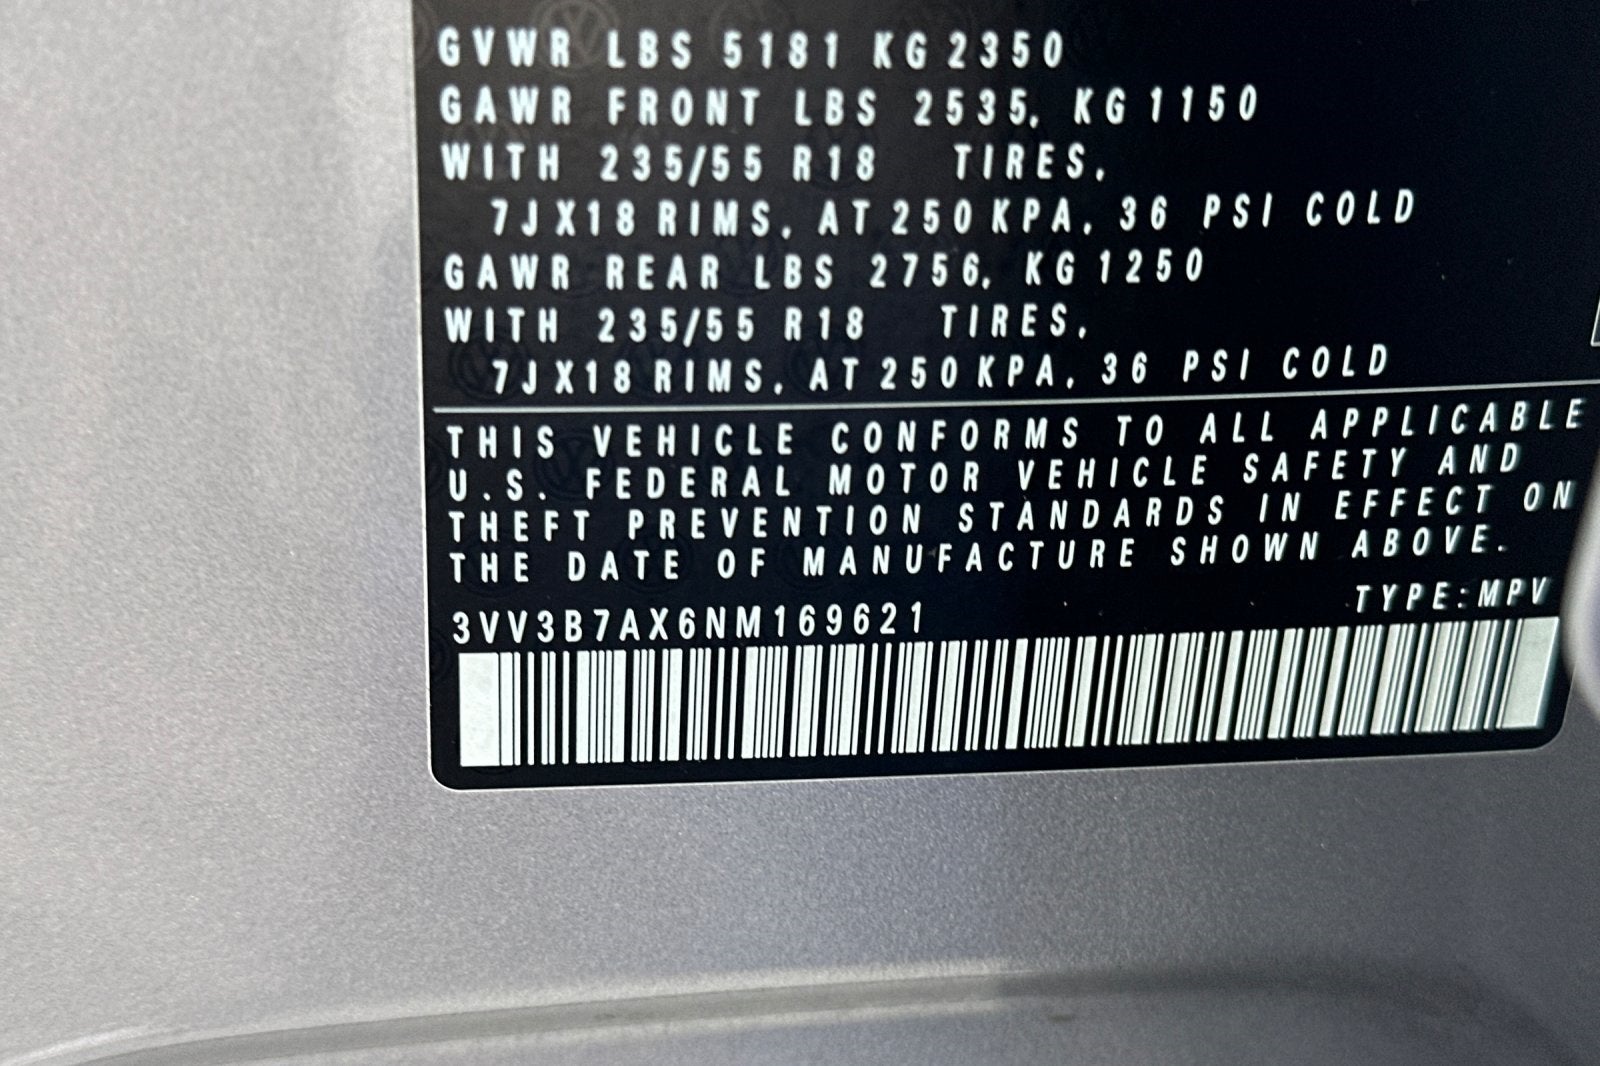 GVWR LBS 5181 KG 2350
GAWR FRONT LBS 2535, KG 1150
WITH 235/55 R18 TIRES,
7JX18 RIMS, AT 250 KPA, 36 PSI COLD
GAWR REAR LBS 2756, KG 1250
WITH 235/55 R18 TIRES,
7JX18 RIMS, AT 250 KPA, 36 PSI COLD
THIS VEHICLE CONFORMS TO ALL APPLICABLE
U.S. FEDERAL MOTOR VEHICLE SAFETY AND
THEFT PREVENTION STANDARDS IN EFFECT ON
THE DATE OF MANUFACTURE SHOWN ABOVE.
TYPE:MPV
3VV3B7AX6NM169621